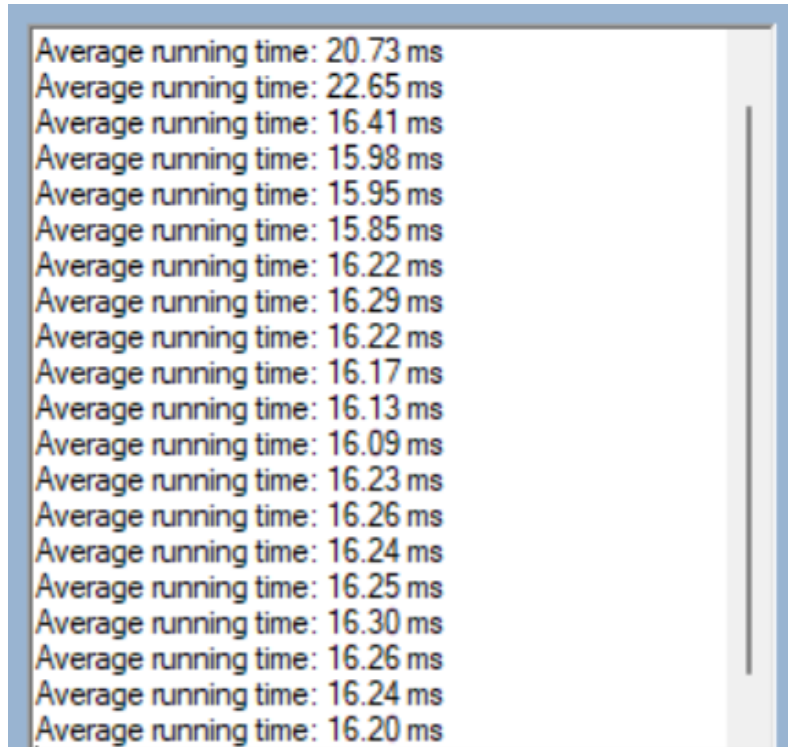 Average running time: 20.73 ms
Average running time: 22.65 ms
Average running time: 16.41 ms
Average running time: 15.98 ms
Average running time: 15.95 ms
Average running time: 15.85 ms
Average running time: 16.22 ms
Average running time: 16.29 ms
Average running time: 16.22 ms
Average running time: 16.17 ms
Average running time: 16.13 ms
Average running time: 16.09 ms
Average running time: 16.23 ms
Average running time: 16.26 ms
Average running time: 16.24 ms
Average running time: 16.25 ms
Average running time: 16.30 ms
Average running time: 16.26 ms
Average running time: 16.24 ms
Average running time: 16.20 ms